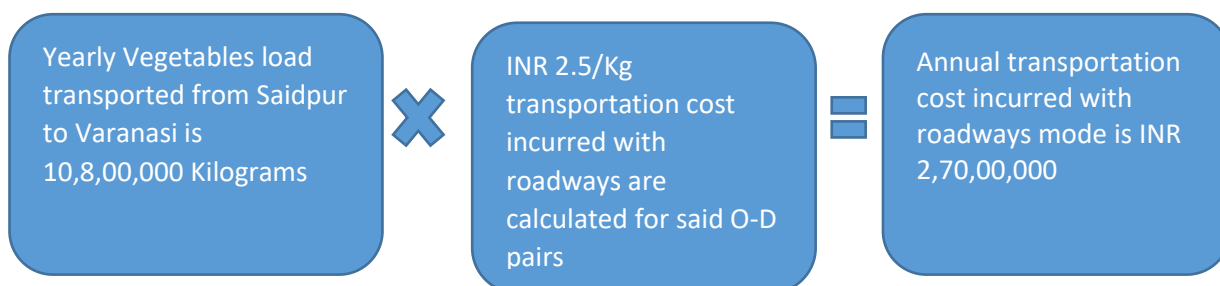 Yearly Vegetables load
transported from Saidpur
to Varanasi is
10,8,00,000 Kilograms
INR 2.5/Kg
transportation cost
incurred with
roadways are
calculated for said O-D
pairs
Annual transportation
cost incurred with
roadways mode is INR
2,70,00,000